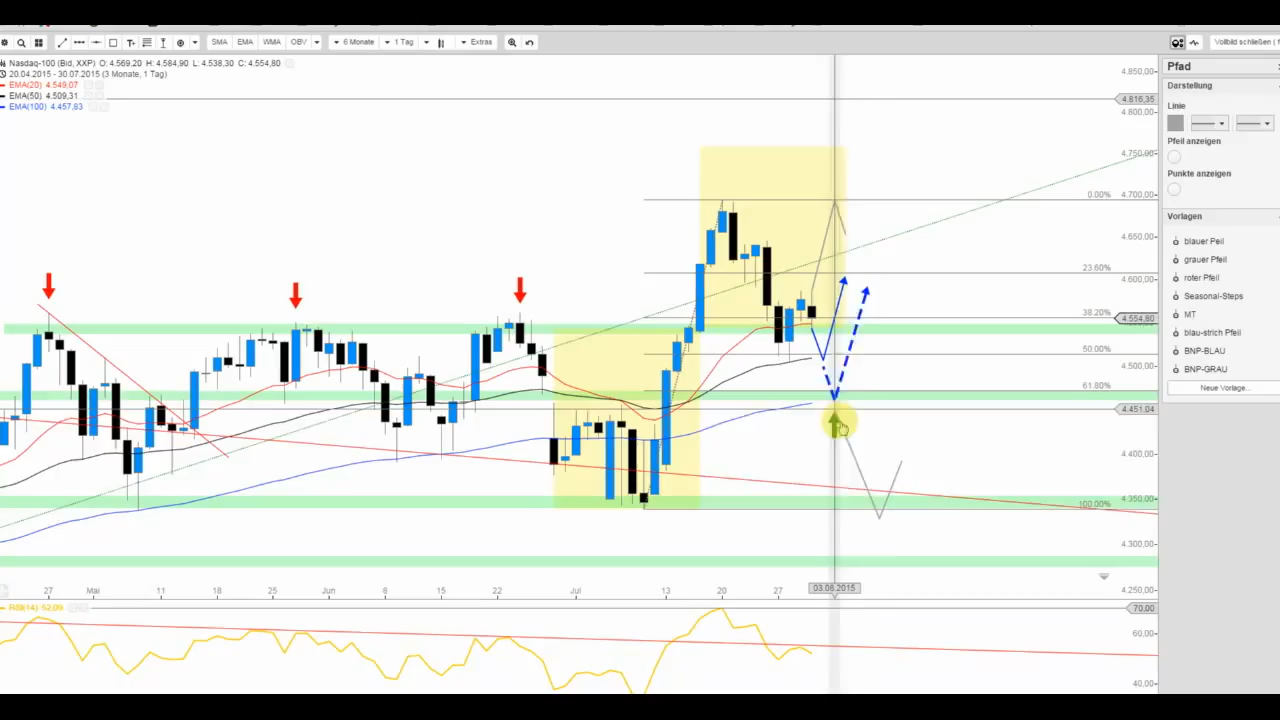 T+
SMA EMA WMA OBV 6 Monate 1 Tag Extras
Vollbild schließen (
Nasdaq-100 (Bid, XXP) O: 4.569,20 H: 4.584,90 L: 4.538,30 C: 4.554,80
20.04.2015 - 30.07.2015 (3 Monate, 1 Tag)
EMA(20) 4.549,07
EMA(50) 4.509,31
EMA(100) 4.457,83
4.850,00
4.816,35
4.800,00
4.750,00
0.00% 4.700,00
4.650,00
23.60% 4.600,00
38.20% 4.554,80
50.00% 4.500,00
61.80%
4.451,04
4.400,00
100.00% 4.350,00
4.300,00
4.250,00
27 Mai 11 18 25 Jun 8 15 22 Jul 13 20 27 03.08.2015
RSI(14) 52,09
70.00
60.00
40.00
Pfad
Darstellung
Linie
Pfeil anzeigen
Punkte anzeigen
Vorlagen
blauer Peil
grauer Pfeil
roter Pfeil
Seasonal-Steps
MT
blau-strich Pfeil
BNP-BLAU
BNP-GRAU
Neue Vorlage...